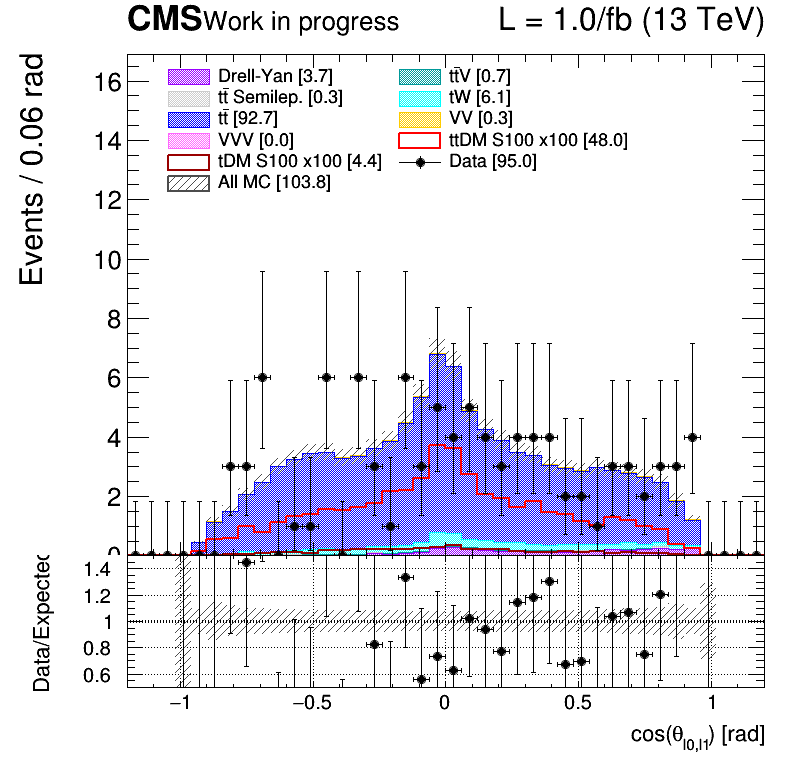 CMS Work in progress L = 1.0/fb (13 TeV)
Events / 0.06 rad
Drell-Yan [3.7] tt̄V [0.7]
tt̄ Semilep. [0.3] tW [6.1]
tt̄ [92.7] VV [0.3]
VVV [0.0] ttDM S100 x100 [48.0]
tDM S100 x100 [4.4] Data [95.0]
All MC [103.8]
16
14
12
10
8
6
4
2
0
Data/Expected
1.4
1.2
1
0.8
0.6
−1 −0.5 0 0.5 1
cos(θl0,l1) [rad]